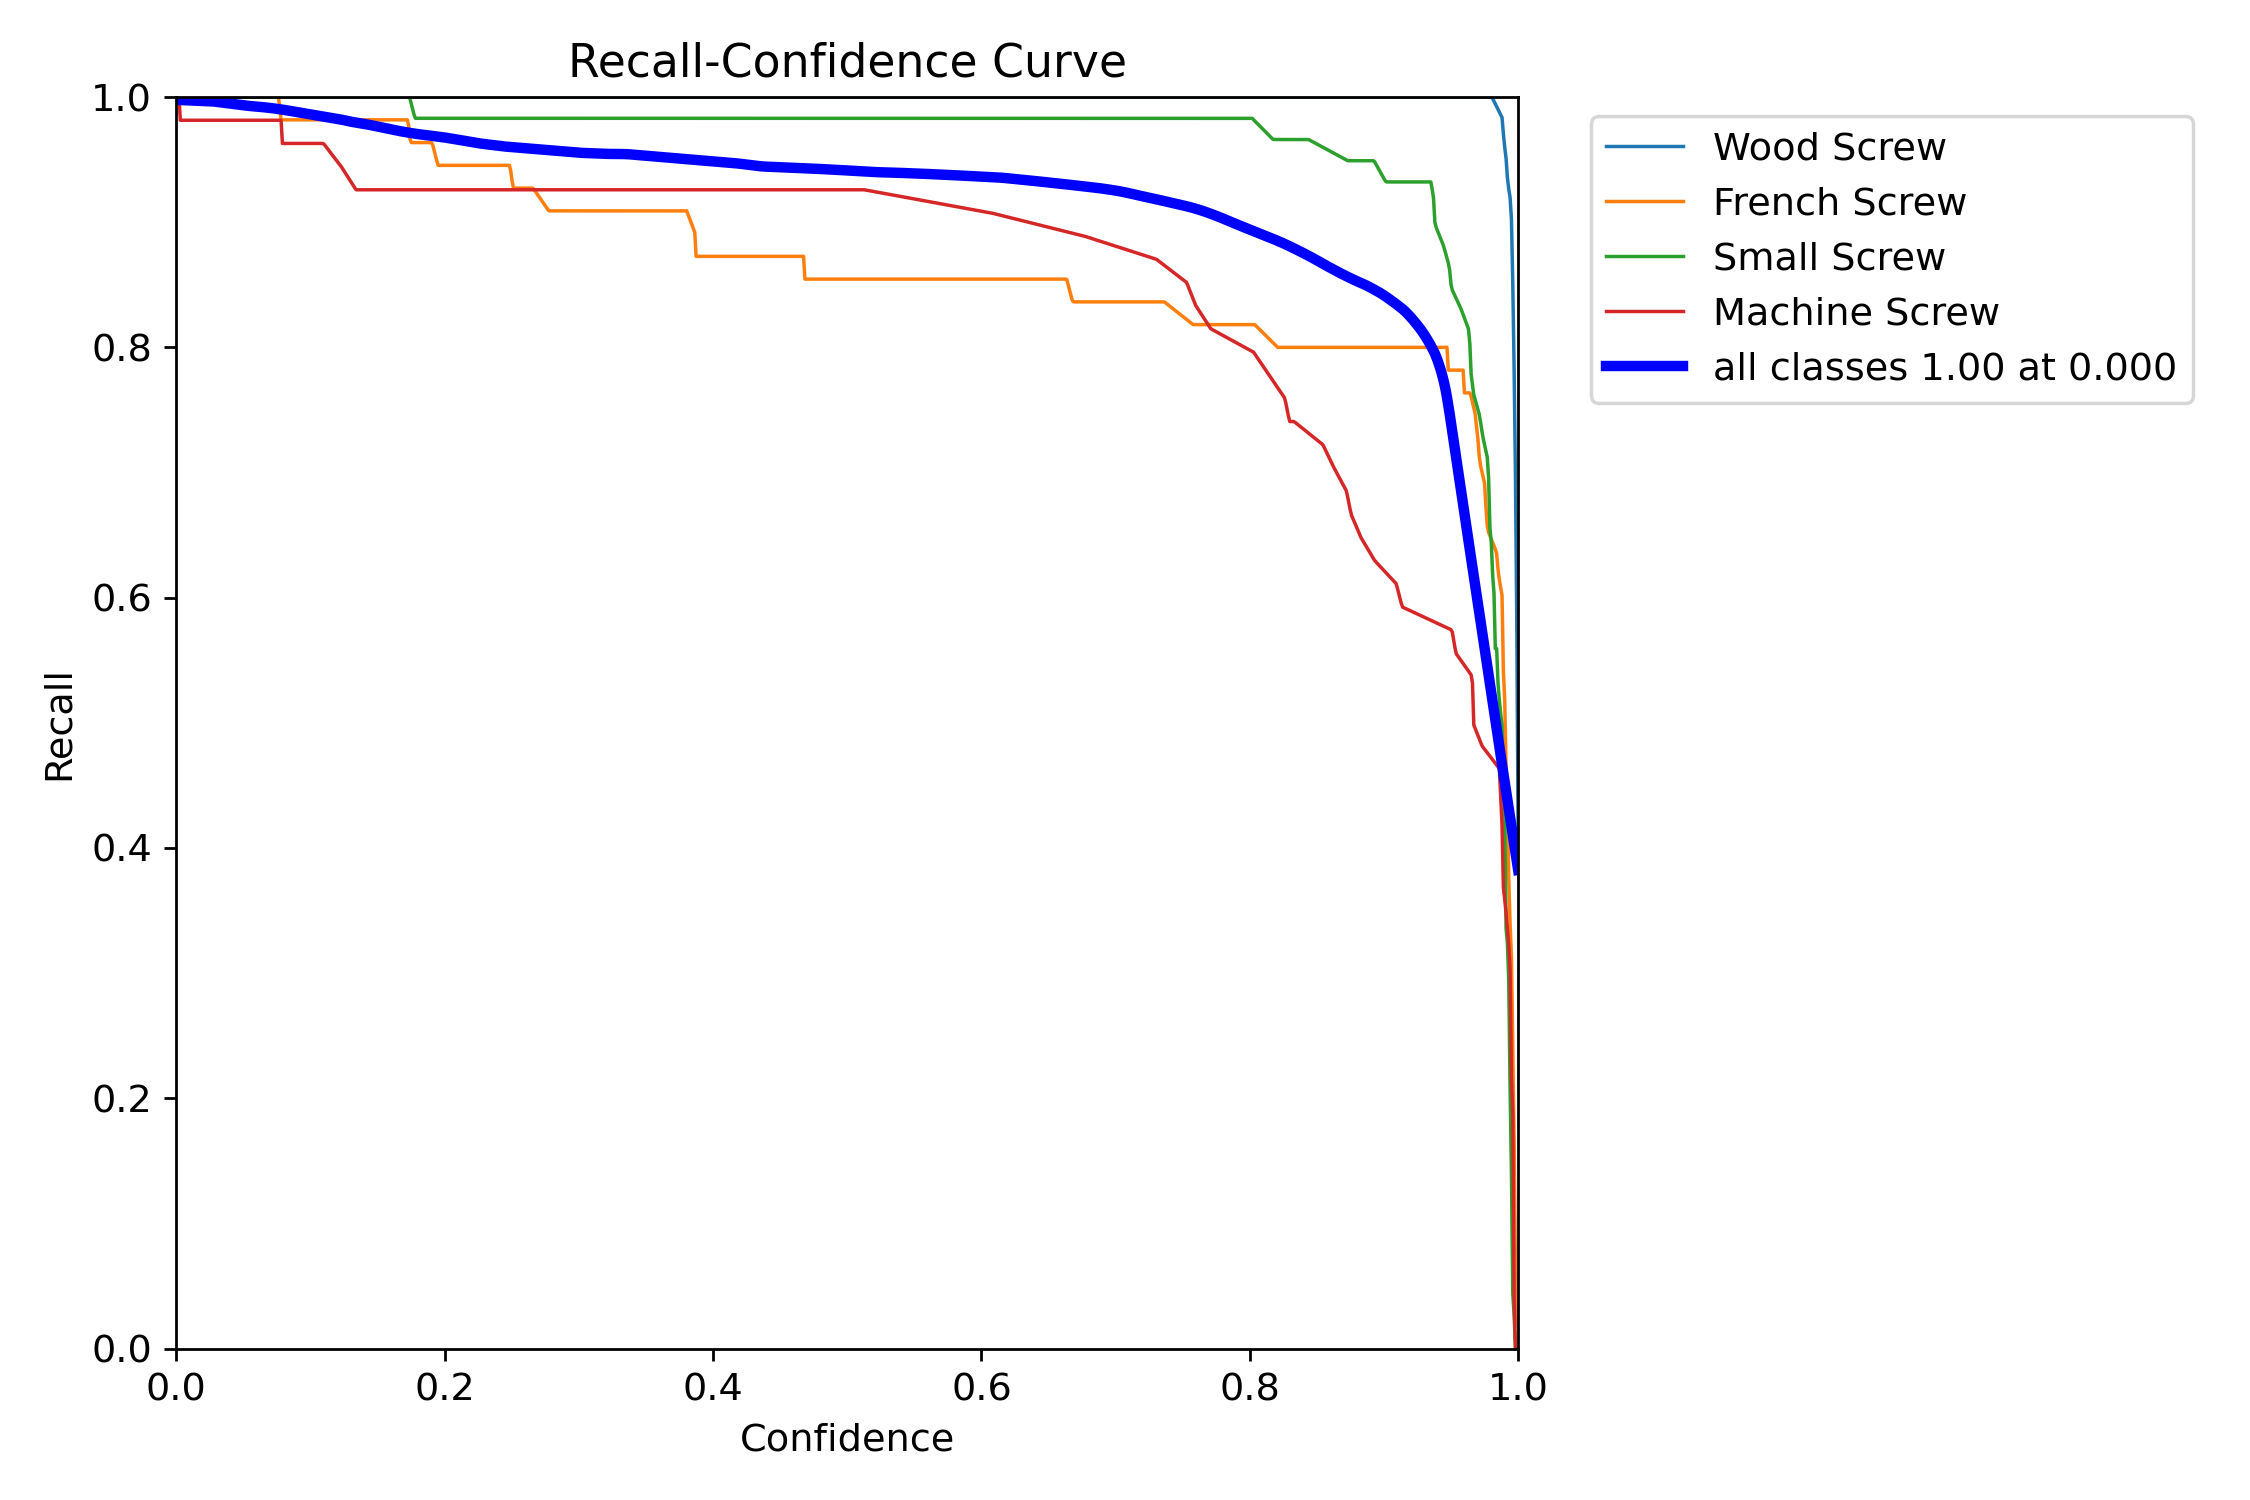 Recall-Confidence Curve
1.0
0.8
0.6
0.4
0.2
0.0
Recall
0.0 0.2 0.4 0.6 0.8 1.0
Confidence
Wood Screw
French Screw
Small Screw
Machine Screw
all classes 1.00 at 0.000